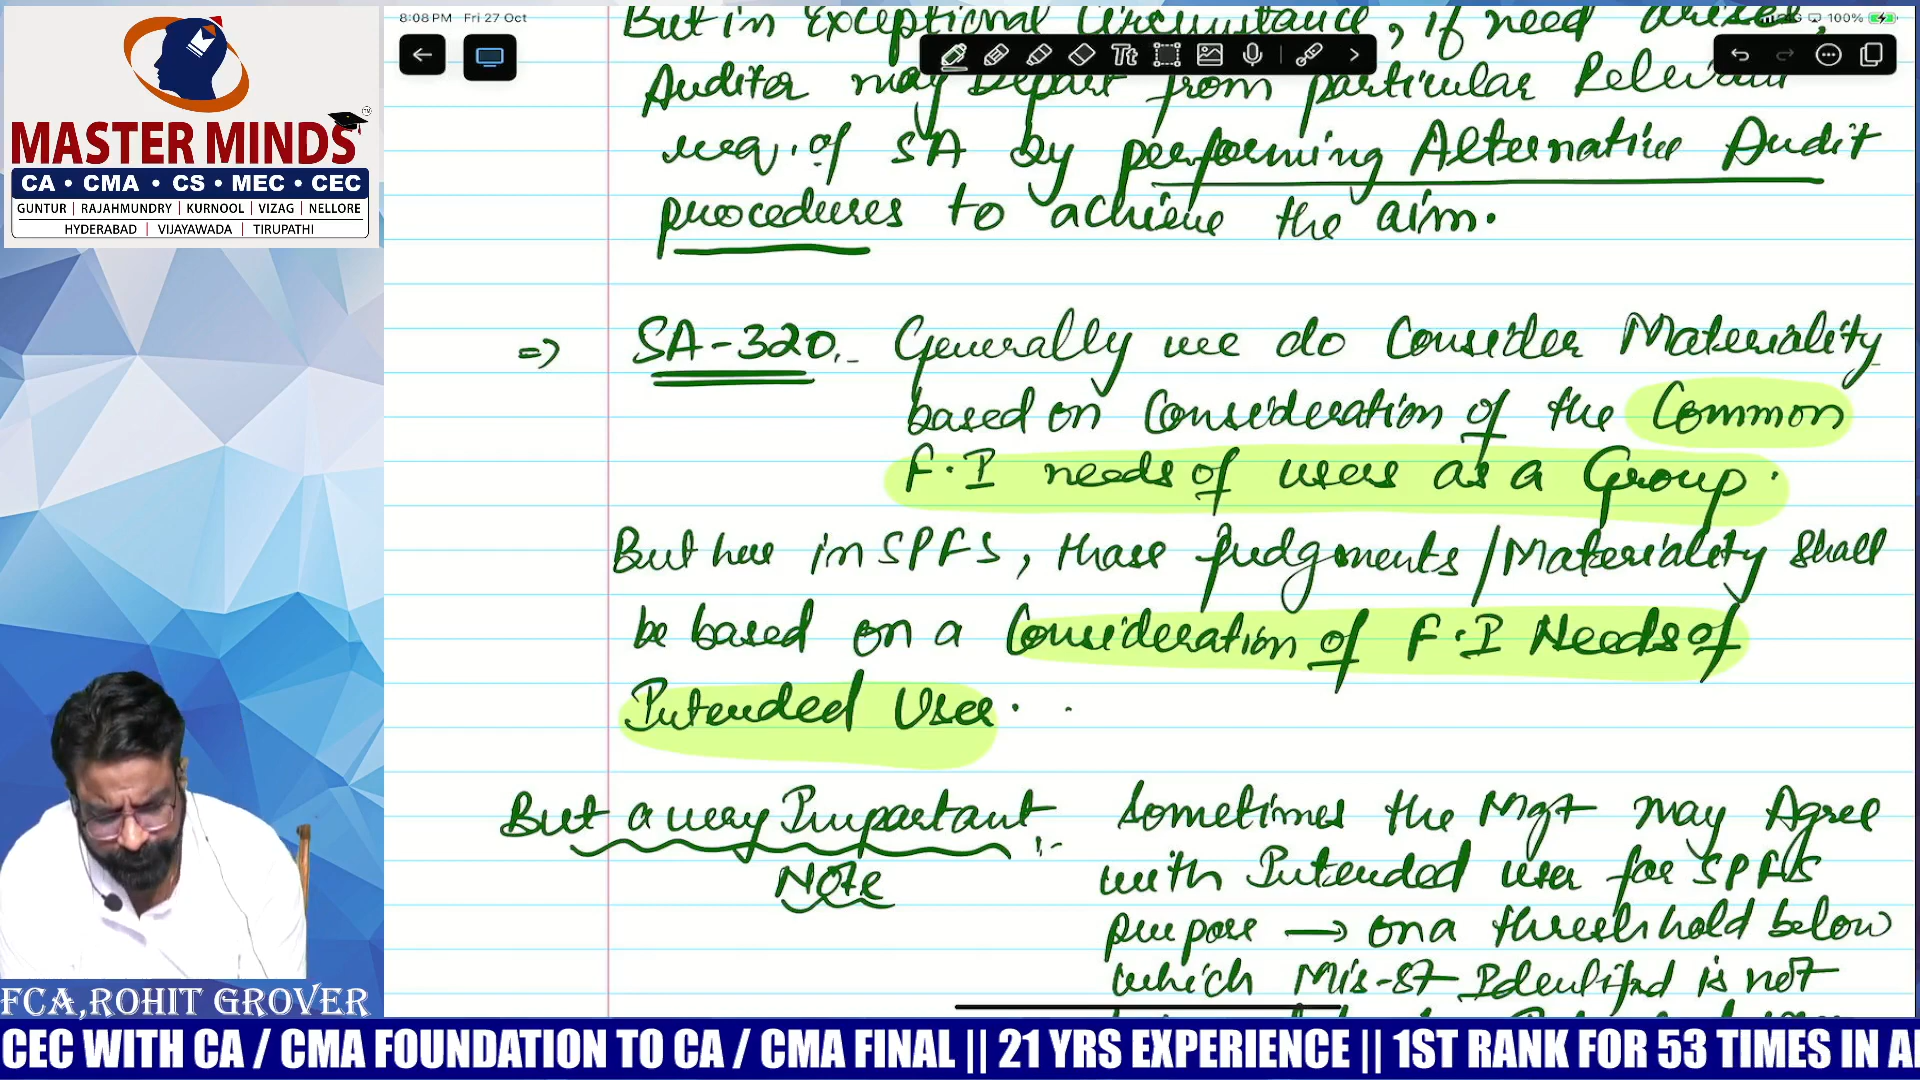 8:08 PM Fri 27 Oct
100%
But in Exceptional Circumstance, if need arises,
Auditor may Depart from particular Relevant
req. of SA by performing Alternative Audit
procedures to achieve the aim.
=> SA-320.- Generally we do Consider Materiality
based on Consideration of the Common
F.I needs of users as a Group.
But here in SPFS, those Judgments/Materiality shall
be based on a Consideration of F.I Needs of
Intended User.
But a very Important :- Sometimes the Mgt may Agree
Note
with Intended user for SPFS
purpose → on a threshold below
which Mis-st Identified is not
MASTER MINDS
CA • CMA • CS • MEC • CEC
GUNTUR | RAJAHMUNDRY | KURNOOL | VIZAG | NELLORE
HYDERABAD | VIJAYAWADA | TIRUPATHI
Tt
FCA,ROHIT GROVER
CEC WITH CA / CMA FOUNDATION TO CA / CMA FINAL || 21 YRS EXPERIENCE || 1ST RANK FOR 53 TIMES IN